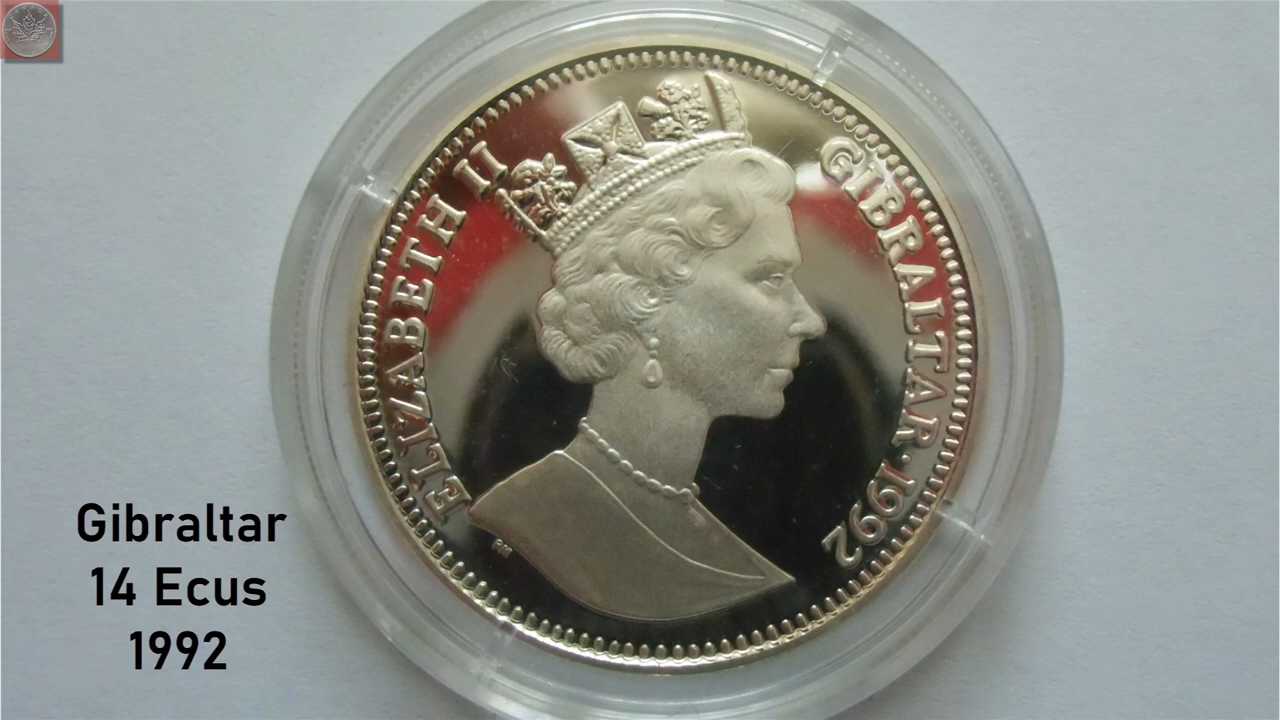 ELIZABETH II
GIBRALTAR · 1992
Gibraltar
14 Ecus
1992